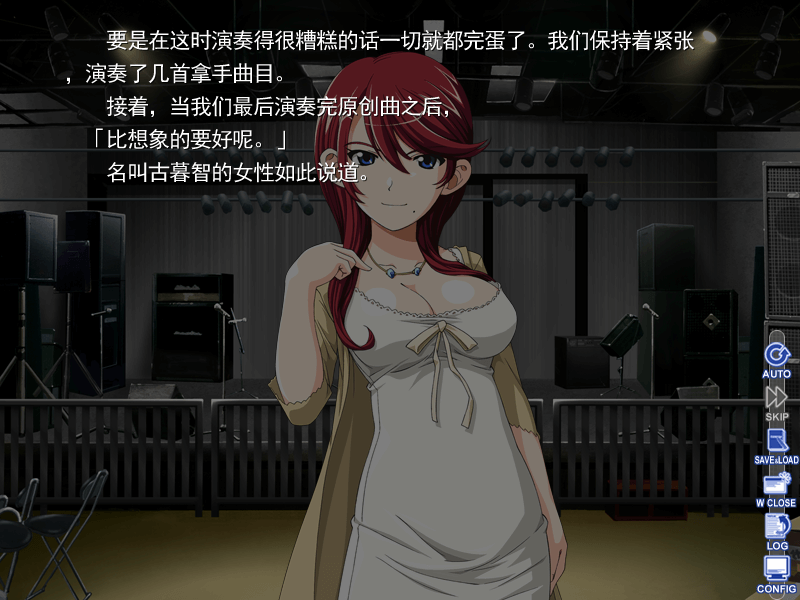 要是在这时演奏得很糟糕的话一切就都完蛋了。我们保持着紧张
，演奏了几首拿手曲目。
接着，当我们最后演奏完原创曲之后，
「比想象的要好呢。」
名叫古暮智的女性如此说道。
AUTO
SKIP
SAVE&LOAD
W CLOSE
LOG
CONFIG